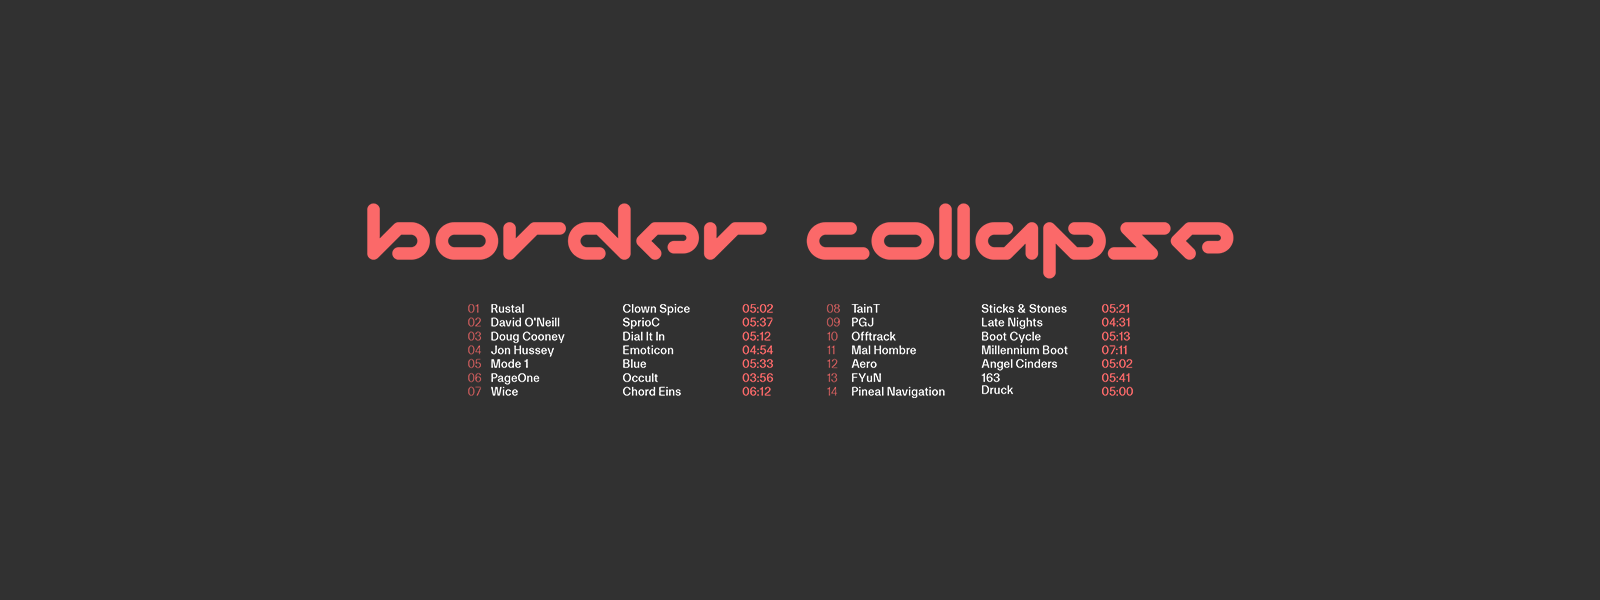 border collapse
01 Rustal Clown Spice 05:02
02 David O'Neill SprioC 05:37
03 Doug Cooney Dial It In 05:12
04 Jon Hussey Emoticon 04:54
05 Mode 1 Blue 05:33
06 PageOne Occult 03:56
07 Wice Chord Eins 06:12
08 TainT Sticks & Stones 05:21
09 PGJ Late Nights 04:31
10 Offtrack Boot Cycle 05:13
11 Mal Hombre Millennium Boot 07:11
12 Aero Angel Cinders 05:02
13 FYuN 163 05:41
14 Pineal Navigation Druck 05:00